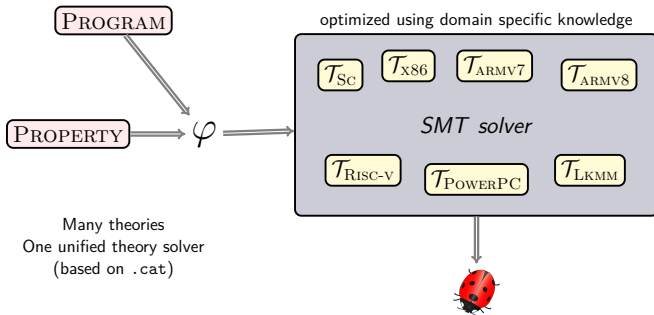 PROGRAM
optimized using domain specific knowledge
𝒯SC 𝒯X86 𝒯ARMV7 𝒯ARMV8
PROPERTY φ SMT solver
𝒯RISC-V 𝒯POWERPC 𝒯LKMM
Many theories
One unified theory solver
(based on .cat)